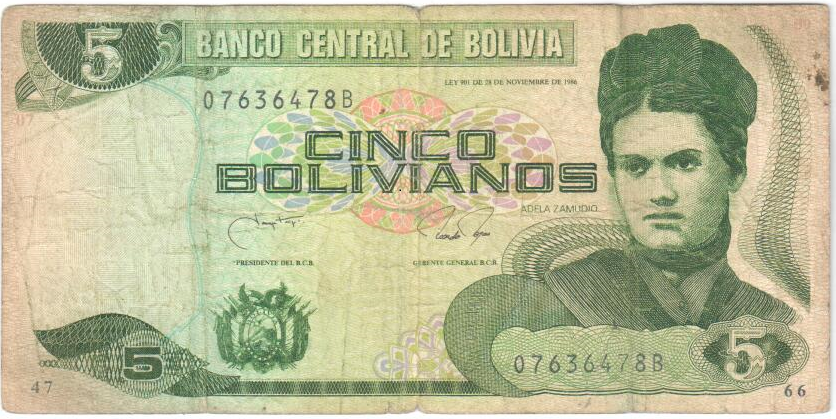 5 BANCO CENTRAL DE BOLIVIA
LEY 901 DE 28 DE NOVIEMBRE DE 1986
07636478B
CINCO
BOLIVIANOS
ADELA ZAMUDIO
PRESIDENTE DEL B.C.B. GERENTE GENERAL B.C.B.
5
07636478B 5
47 66